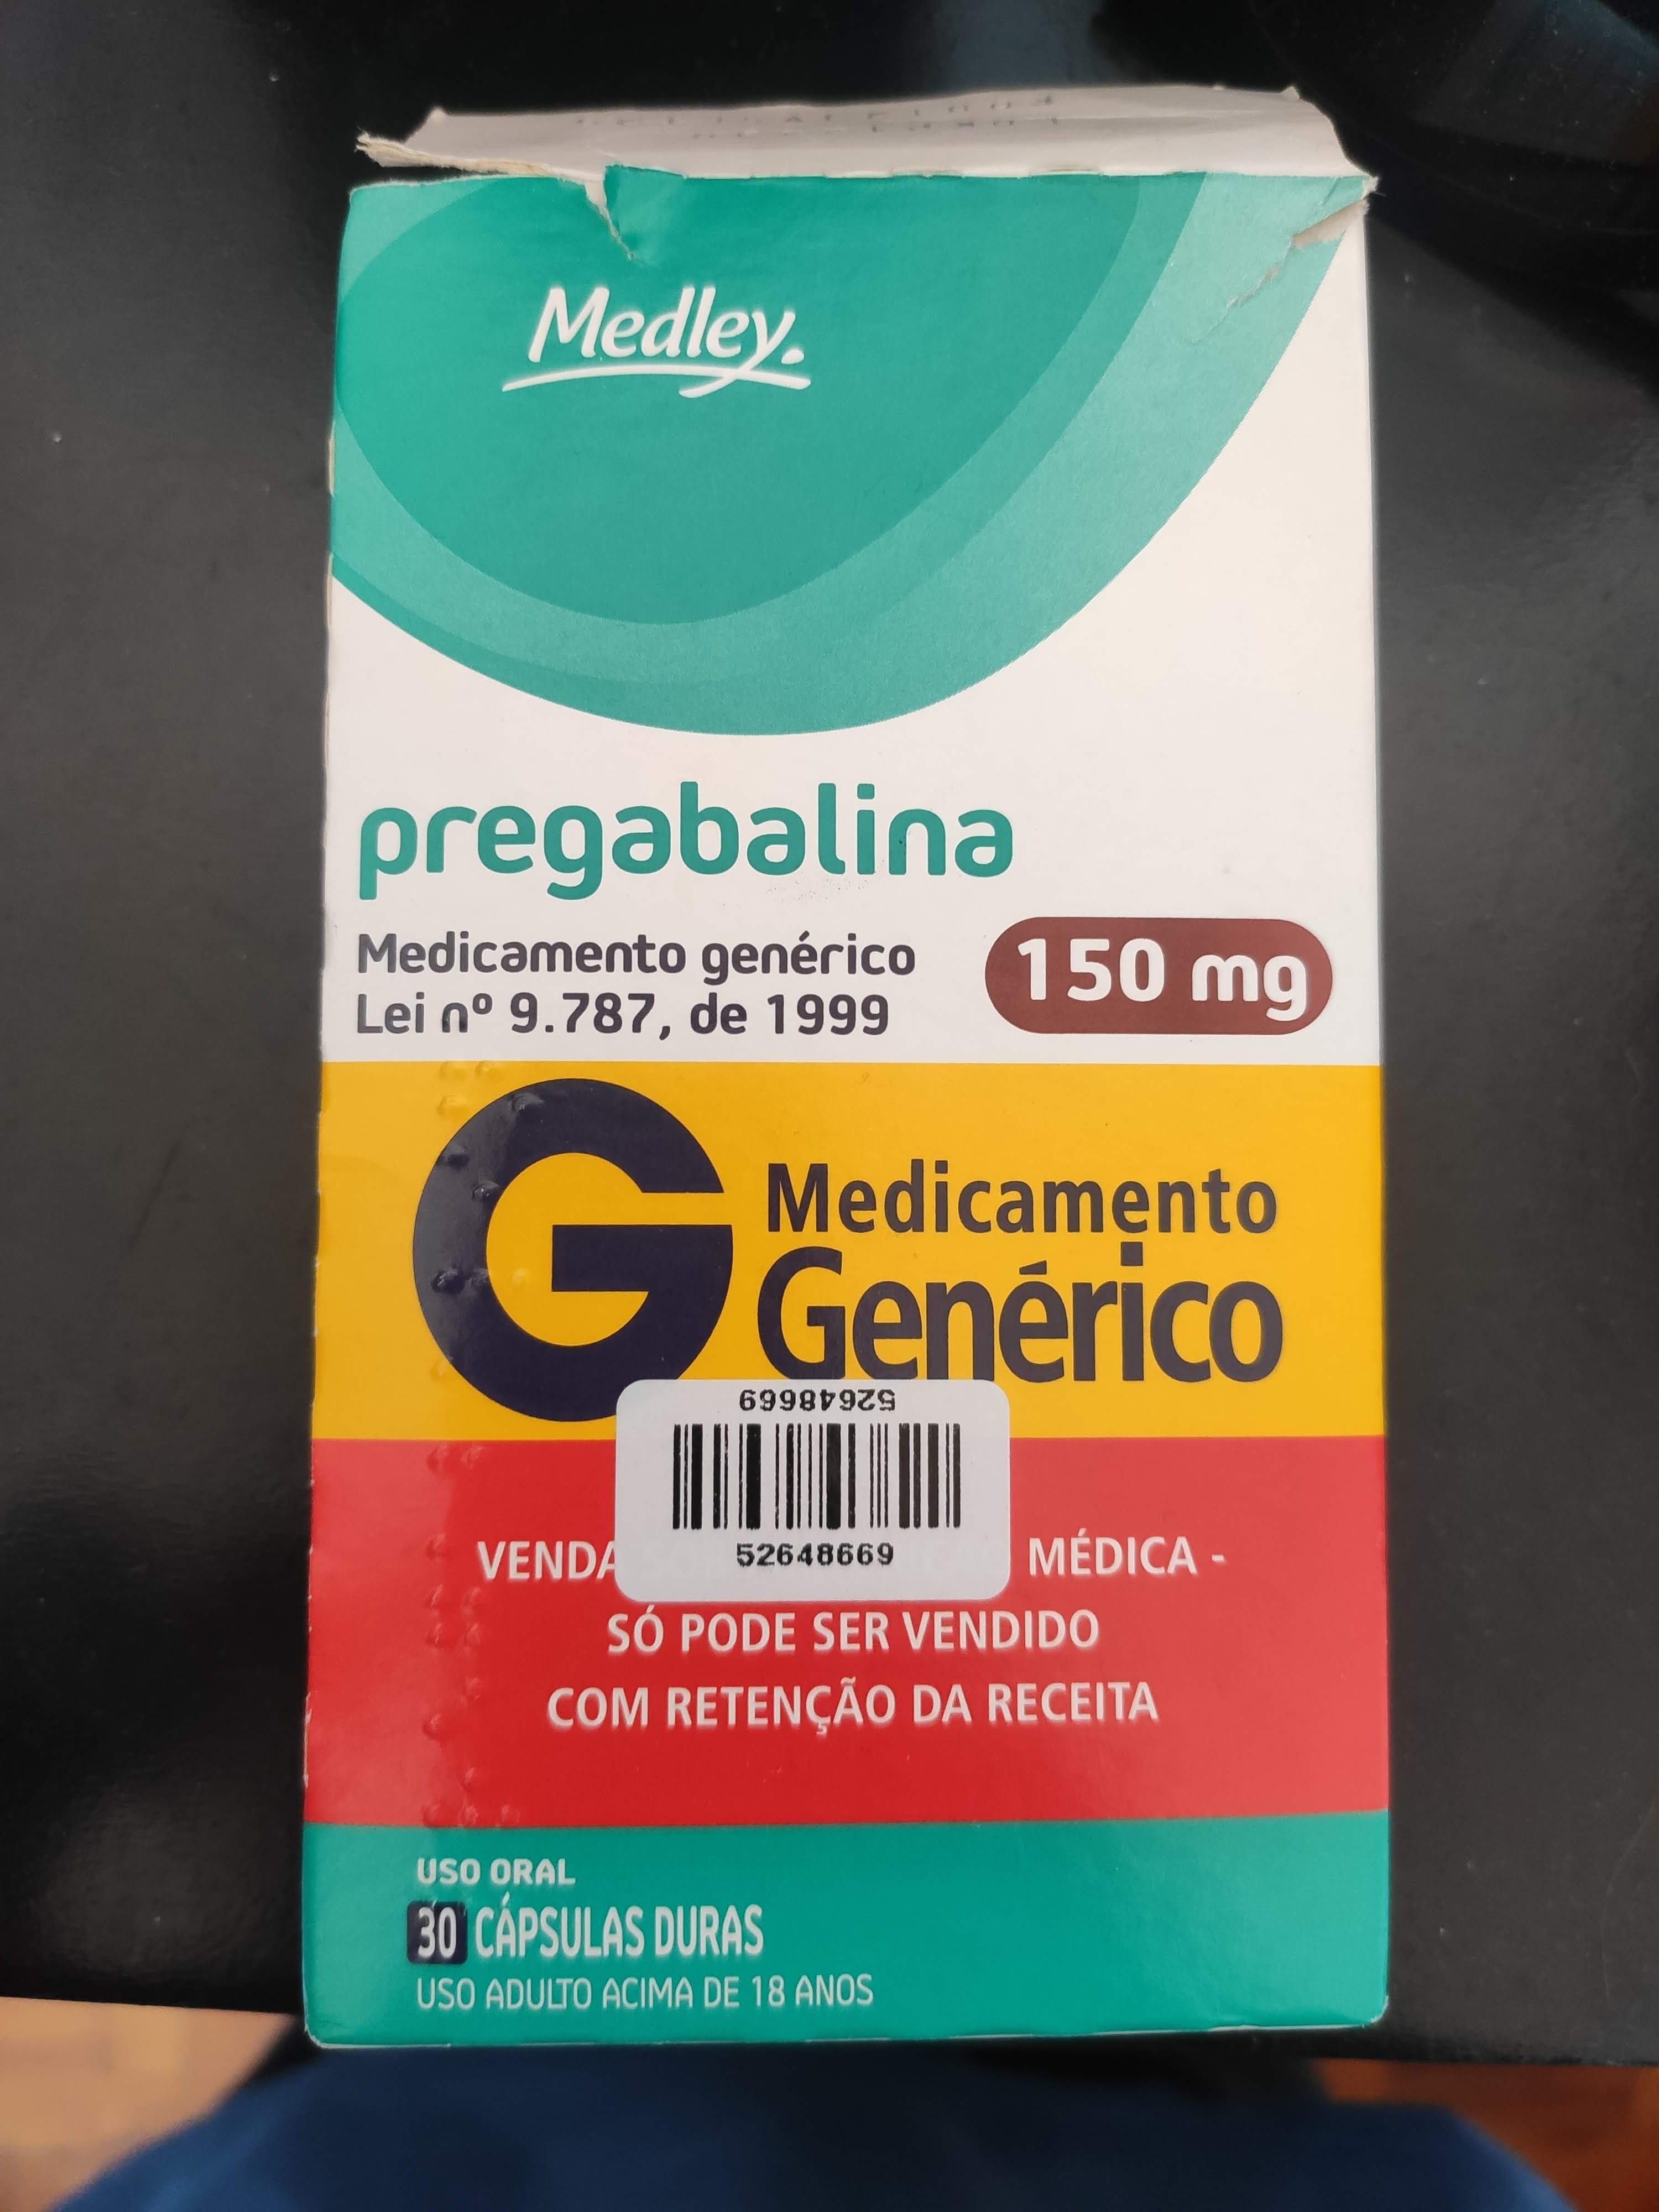 Medley.
pregabalina
Medicamento genérico
Lei nº 9.787, de 1999
150 mg
G
Medicamento
Genérico
52648669
52648669
VENDA MÉDICA -
SÓ PODE SER VENDIDO
COM RETENÇÃO DA RECEITA
USO ORAL
30 CÁPSULAS DURAS
USO ADULTO ACIMA DE 18 ANOS